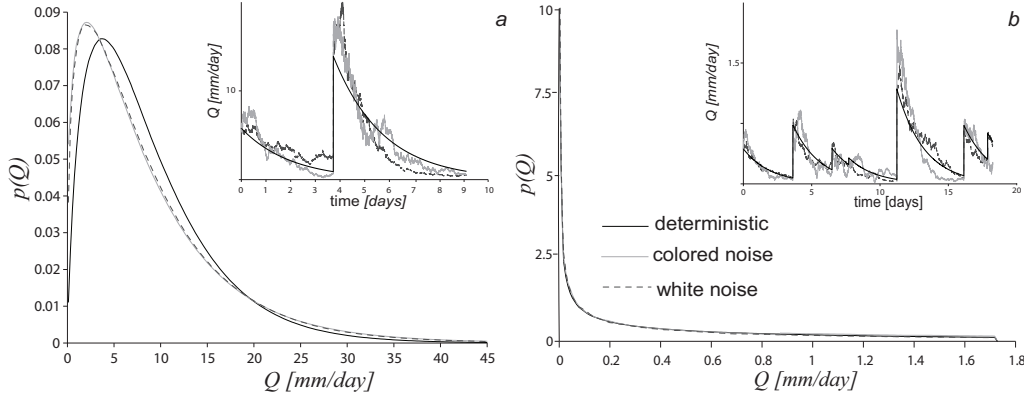 a
0.09
0.08
0.07
0.06
0.05
0.04
0.03
0.02
0.01
0
p(Q)
0 5 10 15 20 25 30 35 40 45
Q [mm/day]
Q [mm/day]
10
0 1 2 3 4 5 6 7 8 9 10
time [days]
b
10
7.5
5
2.5
0
p(Q)
0 0.2 0.4 0.6 0.8 1 1.2 1.4 1.6 1.8
Q [mm/day]
Q [mm/day]
1.5
0 5 10 15 20
time [days]
deterministic
colored noise
white noise